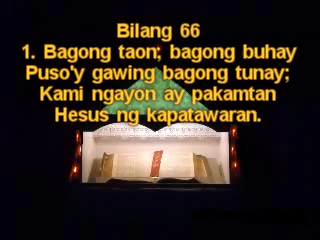 Bilang 66
1. Bagong taon; bagong buhay
Puso'y gawing bagong tunay;
Kami ngayon ay pakamtan
Hesus ng kapatawaran.